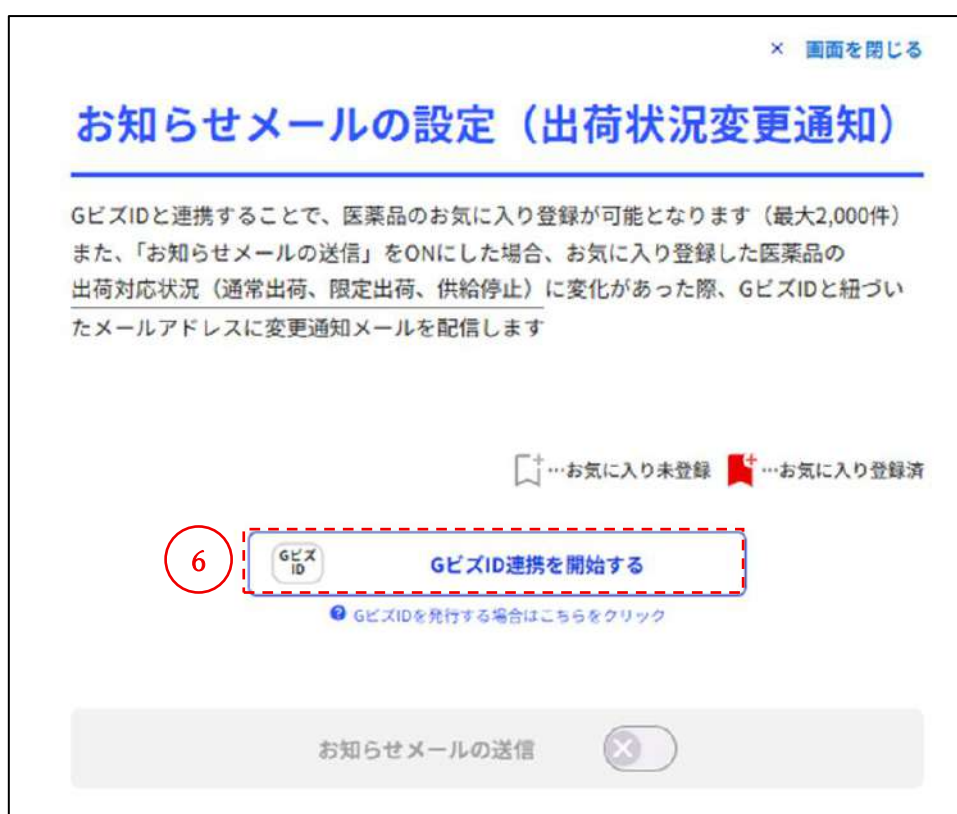 × 画面を閉じる
お知らせメールの設定（出荷状況変更通知）
GビズIDと連携することで、医薬品のお気に入り登録が可能となります（最大2,000件）
また、「お知らせメールの送信」をONにした場合、お気に入り登録した医薬品の
出荷対応状況（通常出荷、限定出荷、供給停止）に変化があった際、GビズIDと紐づい
たメールアドレスに変更通知メールを配信します
…お気に入り未登録 …お気に入り登録済
6
Gビズ
ID
GビズID連携を開始する
? GビズIDを発行する場合はこちらをクリック
お知らせメールの送信